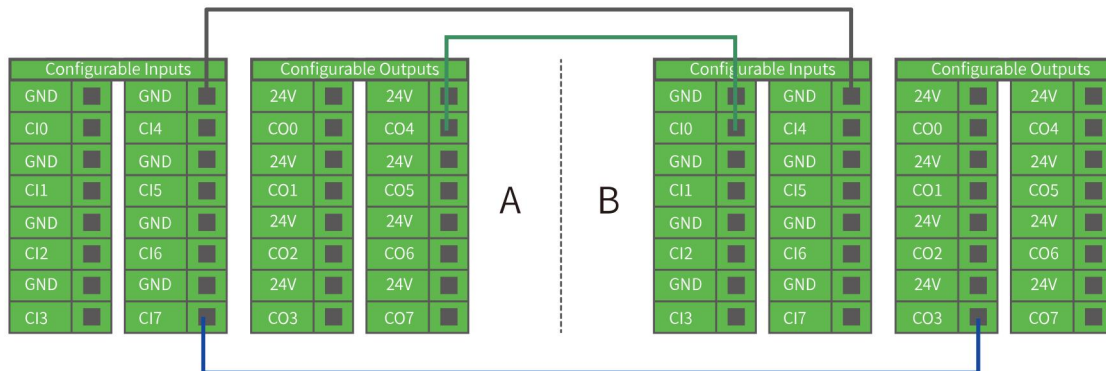 Configurable Inputs Configurable Outputs Configurable Inputs Configurable Outputs
GND GND 24V 24V GND GND 24V 24V
CI0 CI4 CO0 CO4 CI0 CI4 CO0 CO4
GND GND 24V 24V GND GND 24V 24V
CI1 CI5 CO1 CO5 CI1 CI5 CO1 CO5
A B
GND GND 24V 24V GND GND 24V 24V
CI2 CI6 CO2 CO6 CI2 CI6 CO2 CO6
GND GND 24V 24V GND GND 24V 24V
CI3 CI7 CO3 CO7 CI3 CI7 CO3 CO7